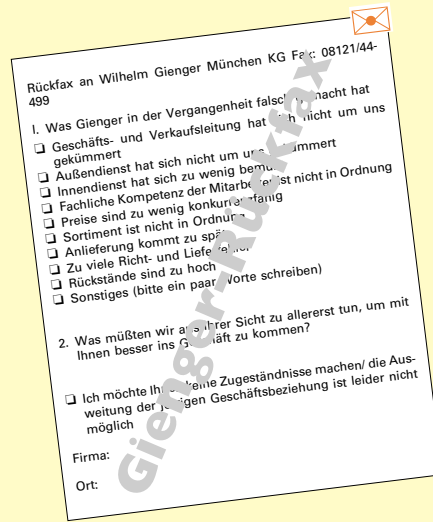 Rückfax an Wilhelm Gienger München KG Fax: 08121/44-
499
I. Was Gienger in der Vergangenheit falsch gemacht hat
❏ Geschäfts- und Verkaufsleitung hat sich nicht um uns
gekümmert
❏ Außendienst hat sich nicht um uns gekümmert
❏ Innendienst hat sich zu wenig bemüht
❏ Fachliche Kompetenz der Mitarbeiter ist nicht in Ordnung
❏ Preise sind zu wenig konkurrenzfähig
❏ Sortiment ist nicht in Ordnung
❏ Anlieferung kommt zu spät
❏ Zu viele Richt- und Lieferfehler
❏ Rückstände sind zu hoch
❏ Sonstiges (bitte ein paar Worte schreiben)
2. Was müßten wir aus Ihrer Sicht zu allererst tun, um mit
Ihnen besser ins Geschäft zu kommen?
❏ Ich möchte Ihnen keine Zugeständnisse machen/ die Aus-
weitung der jetzigen Geschäftsbeziehung ist leider nicht
möglich
Firma:
Ort:
Gienger-Rückfax